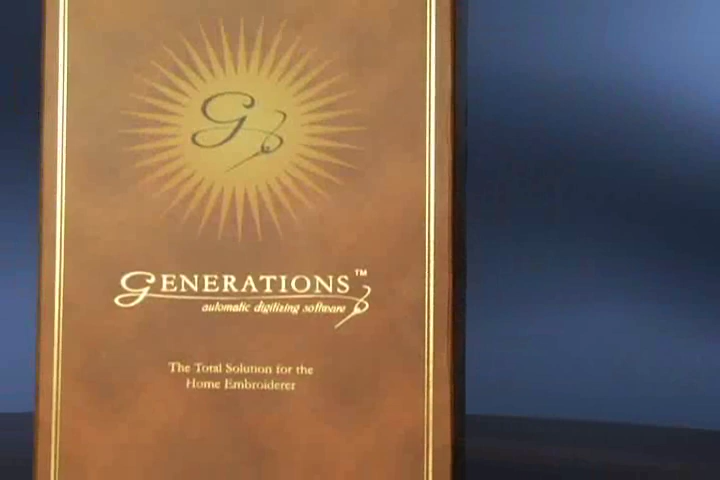 G
GENERATIONS™
automatic digitizing software
The Total Solution for the
Home Embroiderer